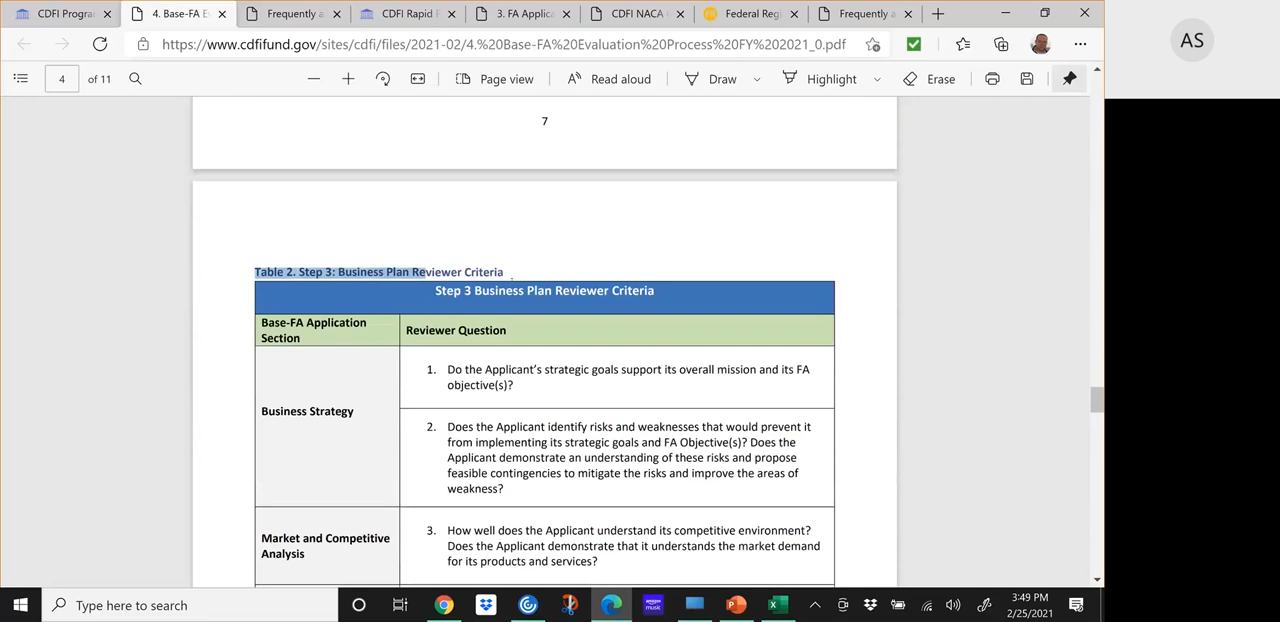 CDFI Progra
4. Base-FA Ev
Frequently a
CDFI Rapid R
3. FA Applica
CDFI NACA
Federal Reg
Frequently a
https://www.cdfifund.gov/sites/cdfi/files/2021-02/4.%20Base-FA%20Evaluation%20Process%20FY%202021_0.pdf
4 of 11
Page view
Read aloud
Draw
Highlight
Erase
AS
7
Table 2. Step 3: Business Plan Reviewer Criteria
Step 3 Business Plan Reviewer Criteria
Base-FA Application
Section
Reviewer Question
Business Strategy
1. Do the Applicant's strategic goals support its overall mission and its FA
objective(s)?
2. Does the Applicant identify risks and weaknesses that would prevent it
from implementing its strategic goals and FA Objective(s)? Does the
Applicant demonstrate an understanding of these risks and propose
feasible contingencies to mitigate the risks and improve the areas of
weakness?
Market and Competitive
Analysis
3. How well does the Applicant understand its competitive environment?
Does the Applicant demonstrate that it understands the market demand
for its products and services?
Type here to search
amazon
music
3:49 PM
2/25/2021